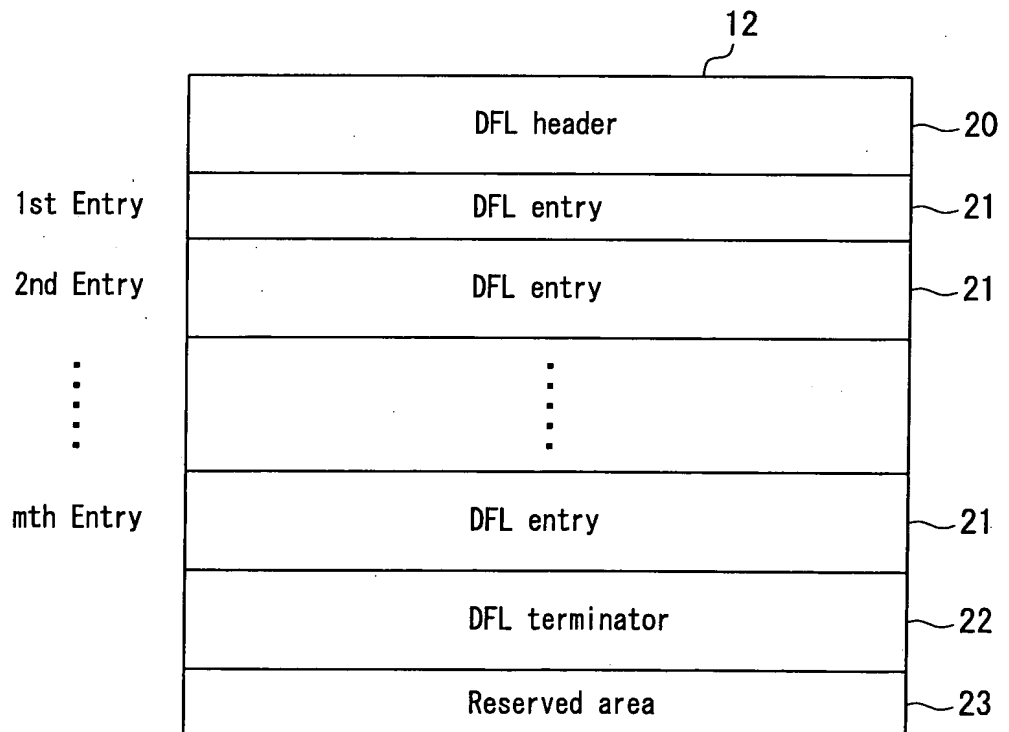 12
DFL header 20
1st Entry DFL entry 21
2nd Entry DFL entry 21
mth Entry DFL entry 21
DFL terminator 22
Reserved area 23